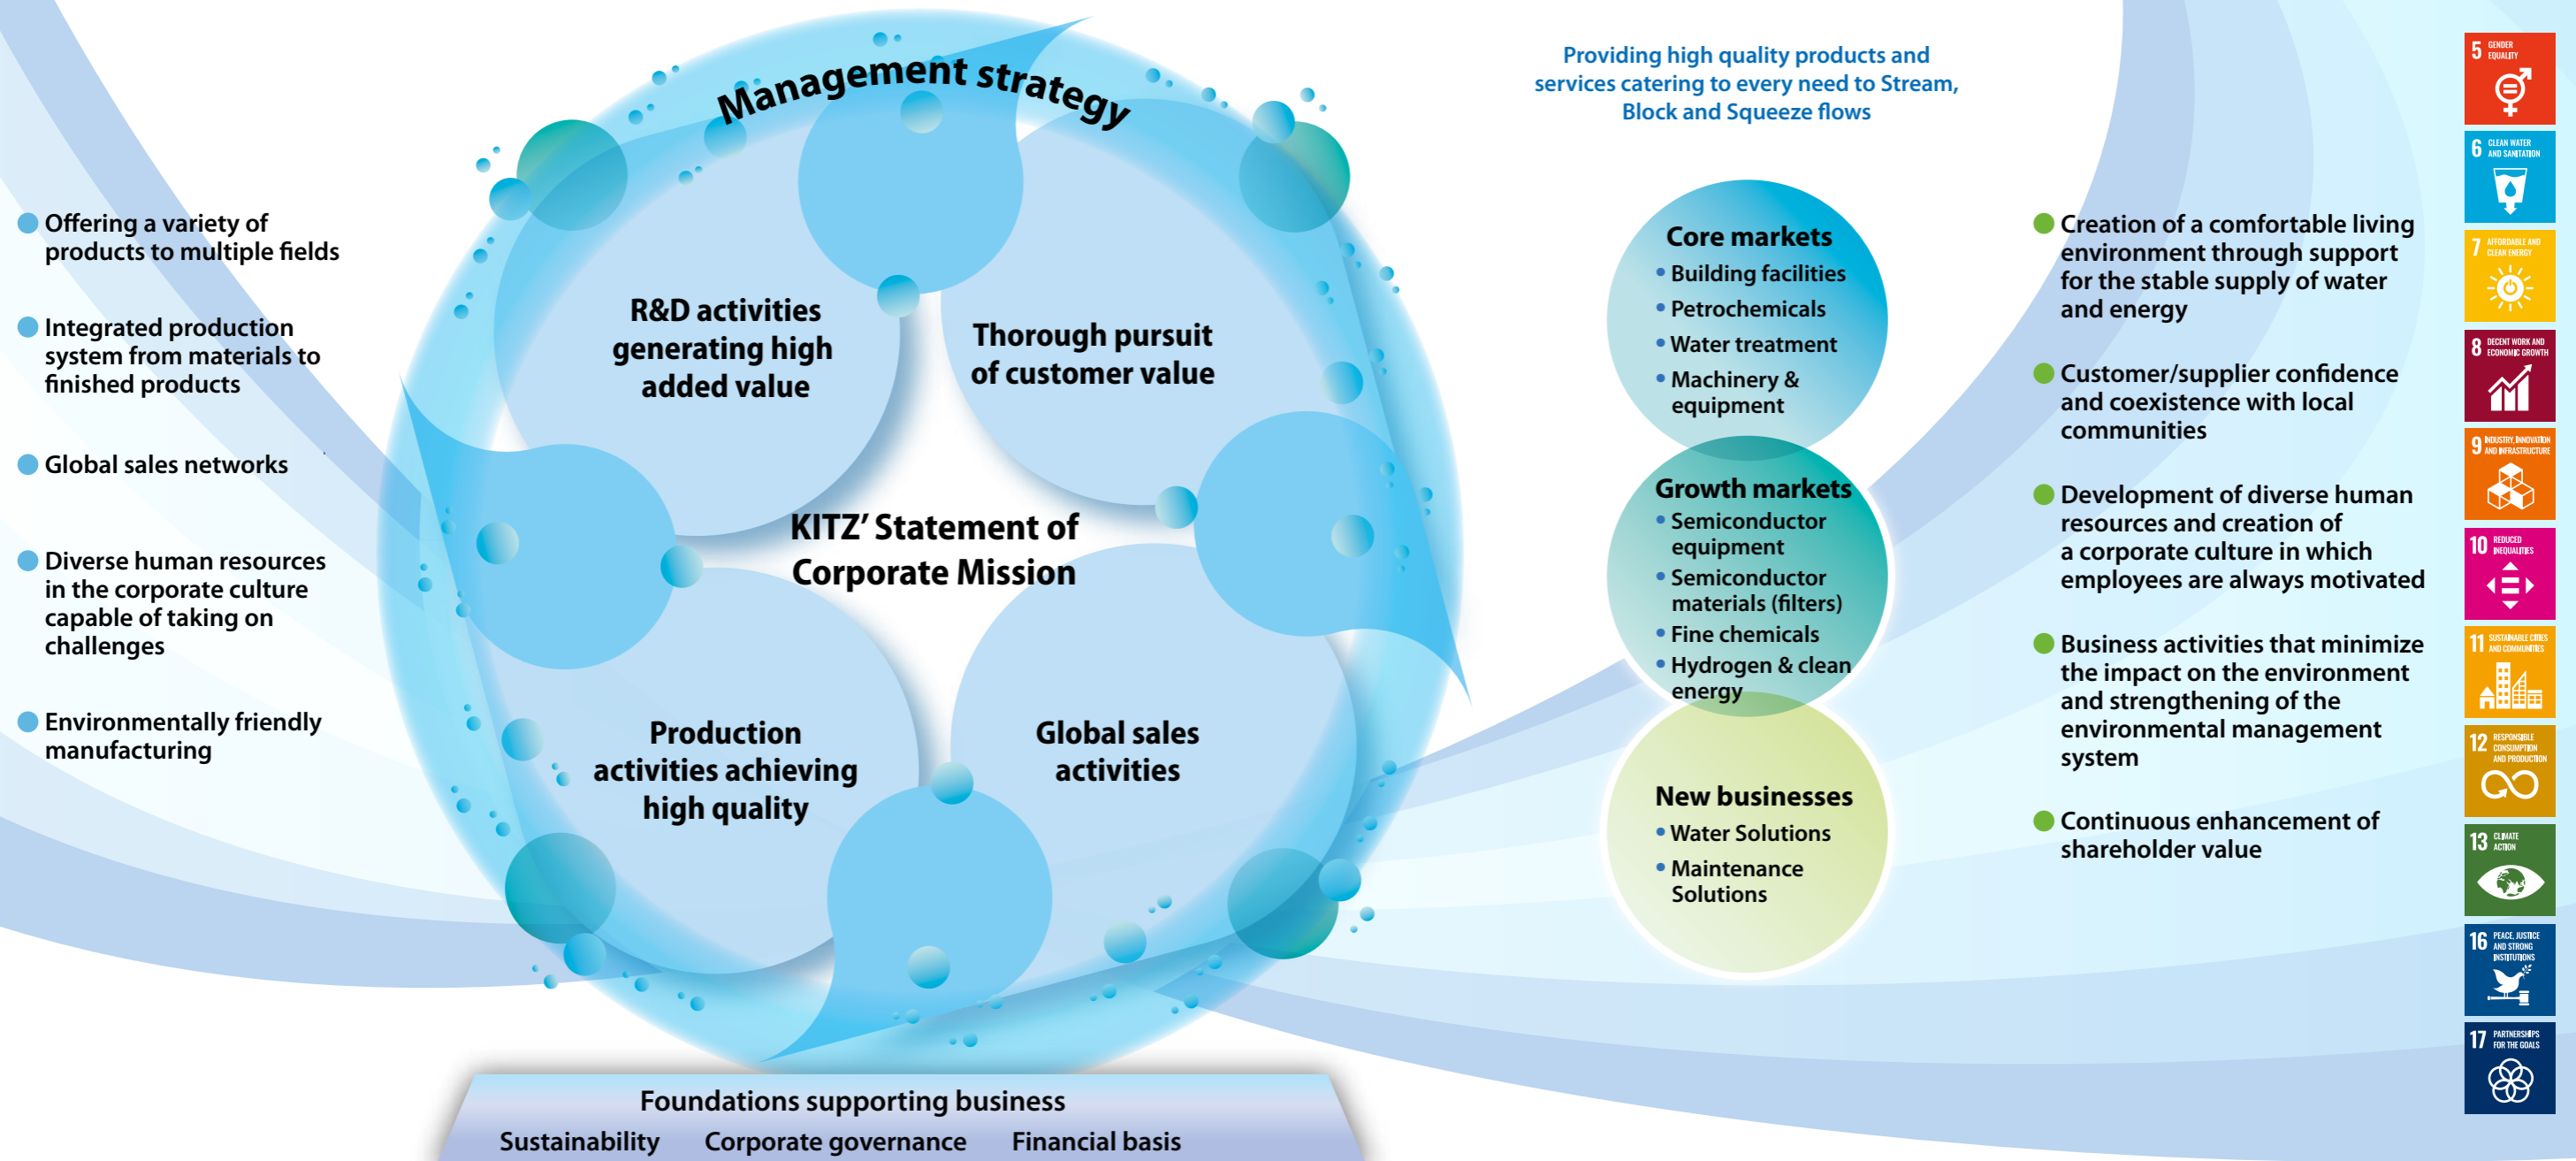 Management strategy
Offering a variety of
products to multiple fields
Integrated production
system from materials to
finished products
Global sales networks
Diverse human resources
in the corporate culture
capable of taking on
challenges
Environmentally friendly
manufacturing
R&D activities
generating high
added value
Thorough pursuit
of customer value
KITZ’ Statement of
Corporate Mission
Production
activities achieving
high quality
Global sales
activities
Foundations supporting business
Sustainability Corporate governance Financial basis
Providing high quality products and
services catering to every need to Stream,
Block and Squeeze flows
Core markets
• Building facilities
• Petrochemicals
• Water treatment
• Machinery &
equipment
Growth markets
• Semiconductor
equipment
• Semiconductor
materials (filters)
• Fine chemicals
• Hydrogen & clean
energy
New businesses
• Water Solutions
• Maintenance
Solutions
Creation of a comfortable living
environment through support
for the stable supply of water
and energy
Customer/supplier confidence
and coexistence with local
communities
Development of diverse human
resources and creation of
a corporate culture in which
employees are always motivated
Business activities that minimize
the impact on the environment
and strengthening of the
environmental management
system
Continuous enhancement of
shareholder value
5 GENDER
EQUALITY
6 CLEAN WATER
AND SANITATION
7 AFFORDABLE AND
CLEAN ENERGY
8 DECENT WORK AND
ECONOMIC GROWTH
9 INDUSTRY, INNOVATION
AND INFRASTRUCTURE
10 REDUCED
INEQUALITIES
11 SUSTAINABLE CITIES
AND COMMUNITIES
12 RESPONSIBLE
CONSUMPTION
AND PRODUCTION
13 CLIMATE
ACTION
16 PEACE, JUSTICE
AND STRONG
INSTITUTIONS
17 PARTNERSHIPS
FOR THE GOALS